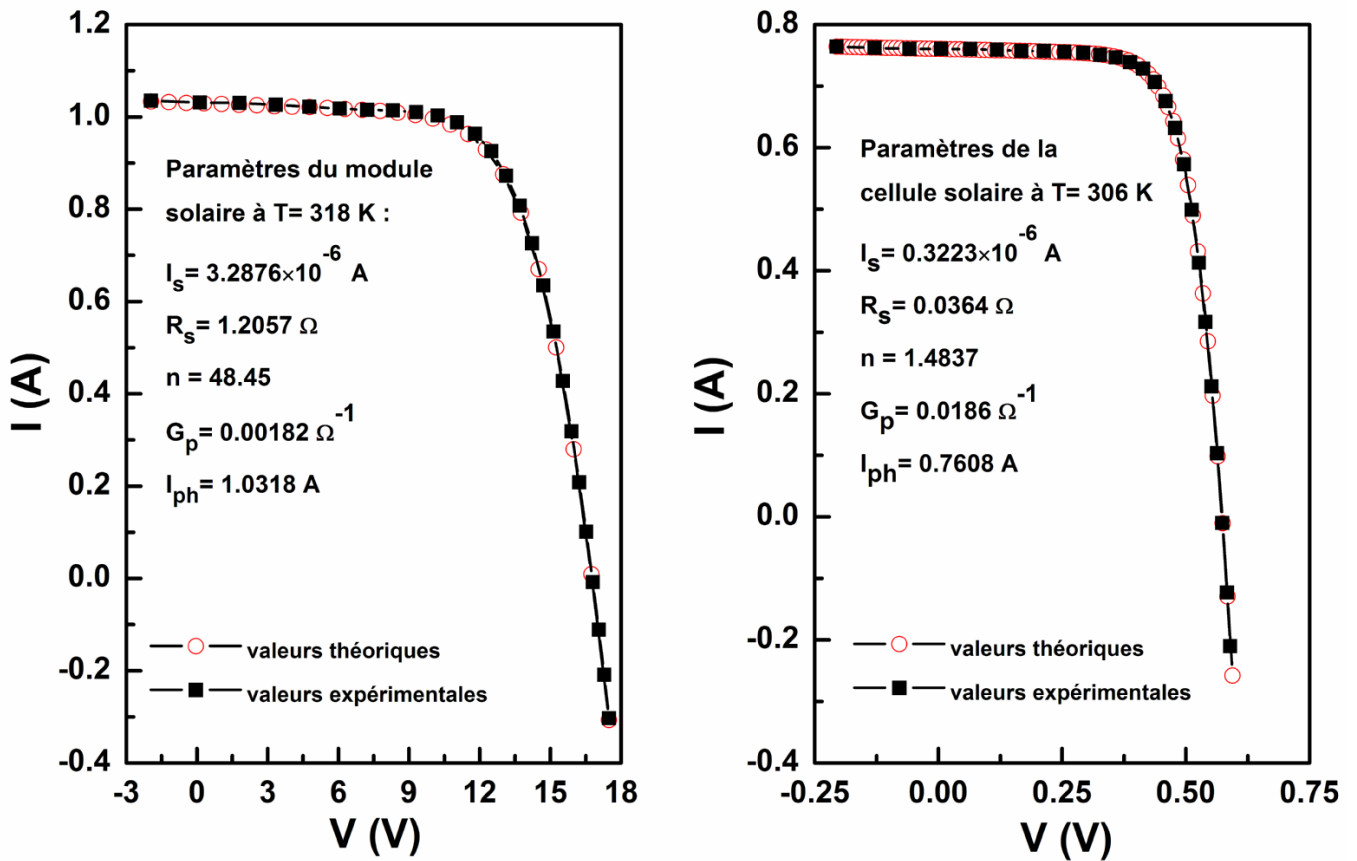 1.2
1.0
0.8
0.6
0.4
0.2
0.0
-0.2
-0.4
I (A)
-3
0
3
6
9
12
15
18
V (V)
Paramètres du module
solaire à T= 318 K :
Is= 3.2876×10-6 A
Rs= 1.2057 Ω
n = 48.45
Gp= 0.00182 Ω-1
Iph= 1.0318 A
valeurs théoriques
valeurs expérimentales
0.8
0.6
0.4
0.2
0.0
-0.2
-0.4
I (A)
-0.25
0.00
0.25
0.50
0.75
V (V)
Paramètres de la
cellule solaire à T= 306 K
Is= 0.3223×10-6 A
Rs= 0.0364 Ω
n = 1.4837
Gp= 0.0186 Ω-1
Iph= 0.7608 A
valeurs théoriques
valeurs expérimentales